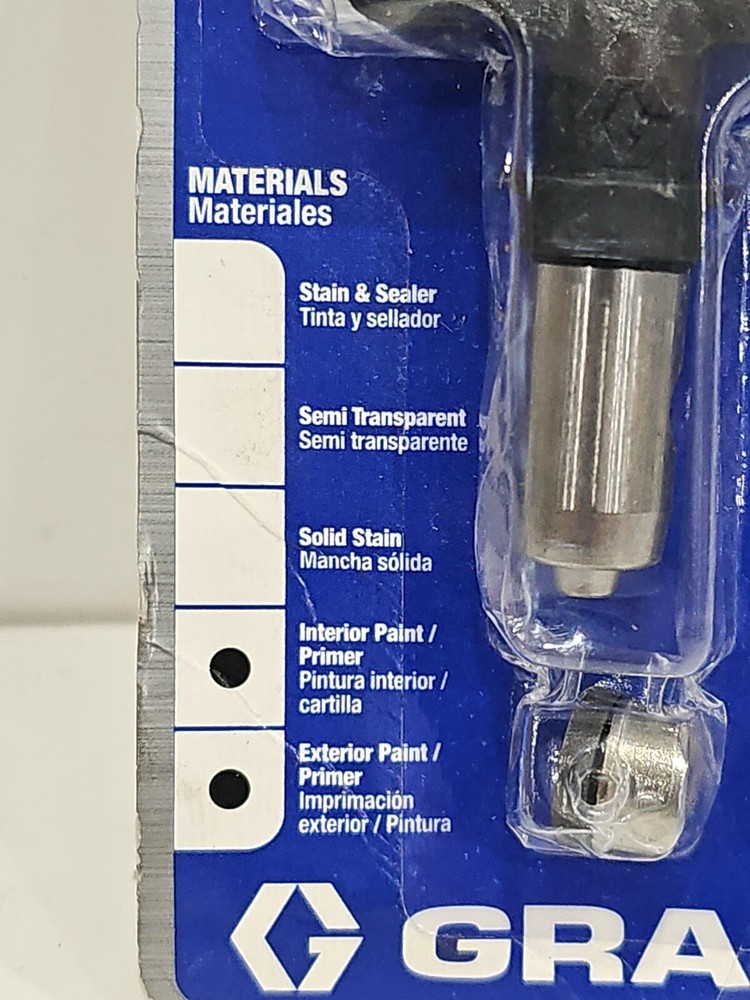 MATERIALS
Materiales
Stain & Sealer
Tinta y sellador
Semi Transparent
Semi transparente
Solid Stain
Mancha sólida
Interior Paint /
Primer
Pintura interior /
cartilla
Exterior Paint /
Primer
Imprimación
exterior / Pintura
GRA